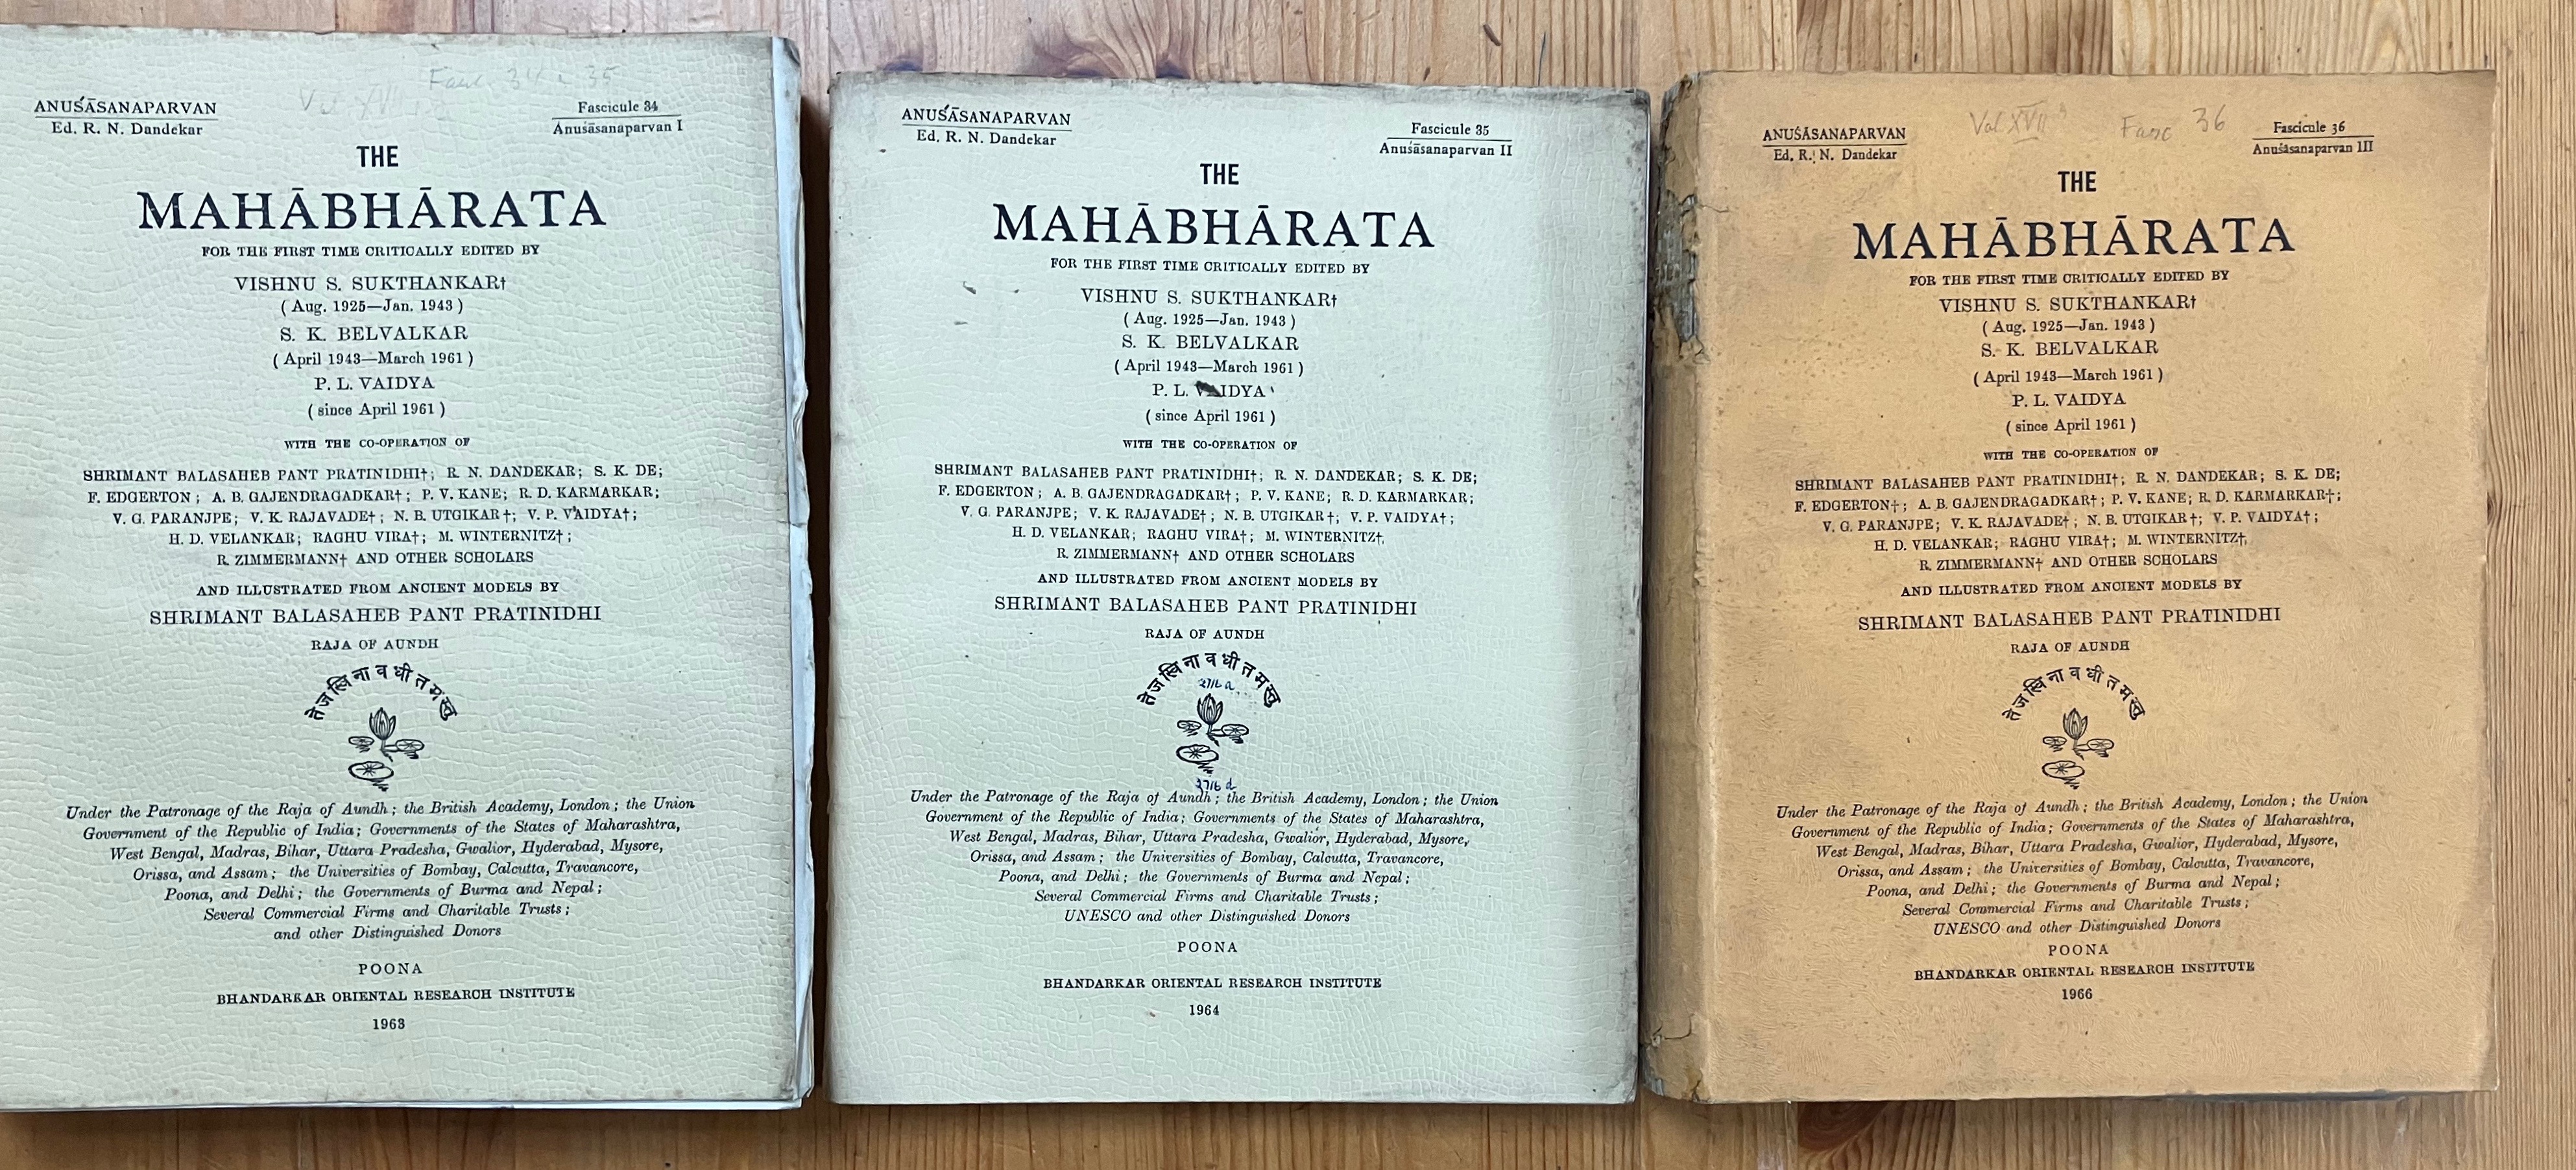 Fasc 34 & 35
ANUŚĀSANAPARVAN
Ed. R. N. Dandekar
Fascicule 34
Anuśāsanaparvan I
THE
MAHĀBHĀRATA
FOR THE FIRST TIME CRITICALLY EDITED BY
VISHNU S. SUKTHANKAR†
( Aug. 1925—Jan. 1943 )
S. K. BELVALKAR
( April 1943—March 1961 )
P. L. VAIDYA
( since April 1961 )
WITH THE CO-OPERATION OF
SHRIMANT BALASAHEB PANT PRATINIDHI†; R. N. DANDEKAR; S. K. DE;
F. EDGERTON; A. B. GAJENDRAGADKAR†; P. V. KANE; R. D. KARMARKAR;
V. G. PARANJPE; V. K. RAJAVADE†; N. B. UTGIKAR†; V. P. VAIDYA†;
H. D. VELANKAR; RAGHU VIRA†; M. WINTERNITZ†;
R. ZIMMERMANN† AND OTHER SCHOLARS
AND ILLUSTRATED FROM ANCIENT MODELS BY
SHRIMANT BALASAHEB PANT PRATINIDHI
RAJA OF AUNDH
तेजस्विनावधीतमस्तु
Under the Patronage of the Raja of Aundh; the British Academy, London; the Union
Government of the Republic of India; Governments of the States of Maharashtra,
West Bengal, Madras, Bihar, Uttara Pradesha, Gwalior, Hyderabad, Mysore,
Orissa, and Assam; the Universities of Bombay, Calcutta, Travancore,
Poona, and Delhi; the Governments of Burma and Nepal;
Several Commercial Firms and Charitable Trusts;
and other Distinguished Donors
POONA
BHANDARKAR ORIENTAL RESEARCH INSTITUTE
1963
ANUŚĀSANAPARVAN
Ed. R. N. Dandekar
Fascicule 35
Anuśāsanaparvan II
THE
MAHĀBHĀRATA
FOR THE FIRST TIME CRITICALLY EDITED BY
VISHNU S. SUKTHANKAR†
( Aug. 1925—Jan. 1943 )
S. K. BELVALKAR
( April 1943—March 1961 )
P. L. VAIDYA
( since April 1961 )
WITH THE CO-OPERATION OF
SHRIMANT BALASAHEB PANT PRATINIDHI†; R. N. DANDEKAR; S. K. DE;
F. EDGERTON; A. B. GAJENDRAGADKAR†; P. V. KANE; R. D. KARMARKAR;
V. G. PARANJPE; V. K. RAJAVADE†; N. B. UTGIKAR†; V. P. VAIDYA†;
H. D. VELANKAR; RAGHU VIRA†; M. WINTERNITZ†,
R. ZIMMERMANN† AND OTHER SCHOLARS
AND ILLUSTRATED FROM ANCIENT MODELS BY
SHRIMANT BALASAHEB PANT PRATINIDHI
RAJA OF AUNDH
तेजस्विनावधीतमस्तु
Under the Patronage of the Raja of Aundh; the British Academy, London; the Union
Government of the Republic of India; Governments of the States of Maharashtra,
West Bengal, Madras, Bihar, Uttara Pradesha, Gwalior, Hyderabad, Mysore,
Orissa, and Assam; the Universities of Bombay, Calcutta, Travancore,
Poona, and Delhi; the Governments of Burma and Nepal;
Several Commercial Firms and Charitable Trusts;
UNESCO and other Distinguished Donors
POONA
BHANDARKAR ORIENTAL RESEARCH INSTITUTE
1964
Vol XVII Fasc 36
ANUŚĀSANAPARVAN
Ed. R. N. Dandekar
Fascicule 36
Anuśāsanaparvan III
THE
MAHĀBHĀRATA
FOR THE FIRST TIME CRITICALLY EDITED BY
VISHNU S. SUKTHANKAR†
( Aug. 1925—Jan. 1943 )
S. K. BELVALKAR
( April 1943—March 1961 )
P. L. VAIDYA
( since April 1961 )
WITH THE CO-OPERATION OF
SHRIMANT BALASAHEB PANT PRATINIDHI†; R. N. DANDEKAR; S. K. DE;
F. EDGERTON†; A. B. GAJENDRAGADKAR†; P. V. KANE; R. D. KARMARKAR†;
V. G. PARANJPE; V. K. RAJAVADE†; N. B. UTGIKAR†; V. P. VAIDYA†;
H. D. VELANKAR; RAGHU VIRA†; M. WINTERNITZ†,
R. ZIMMERMANN† AND OTHER SCHOLARS
AND ILLUSTRATED FROM ANCIENT MODELS BY
SHRIMANT BALASAHEB PANT PRATINIDHI
RAJA OF AUNDH
तेजस्विनावधीतमस्तु
Under the Patronage of the Raja of Aundh; the British Academy, London; the Union
Government of the Republic of India; Governments of the States of Maharashtra,
West Bengal, Madras, Bihar, Uttara Pradesha, Gwalior, Hyderabad, Mysore,
Orissa, and Assam; the Universities of Bombay, Calcutta, Travancore,
Poona, and Delhi; the Governments of Burma and Nepal;
Several Commercial Firms and Charitable Trusts;
UNESCO and other Distinguished Donors
POONA
BHANDARKAR ORIENTAL RESEARCH INSTITUTE
1966